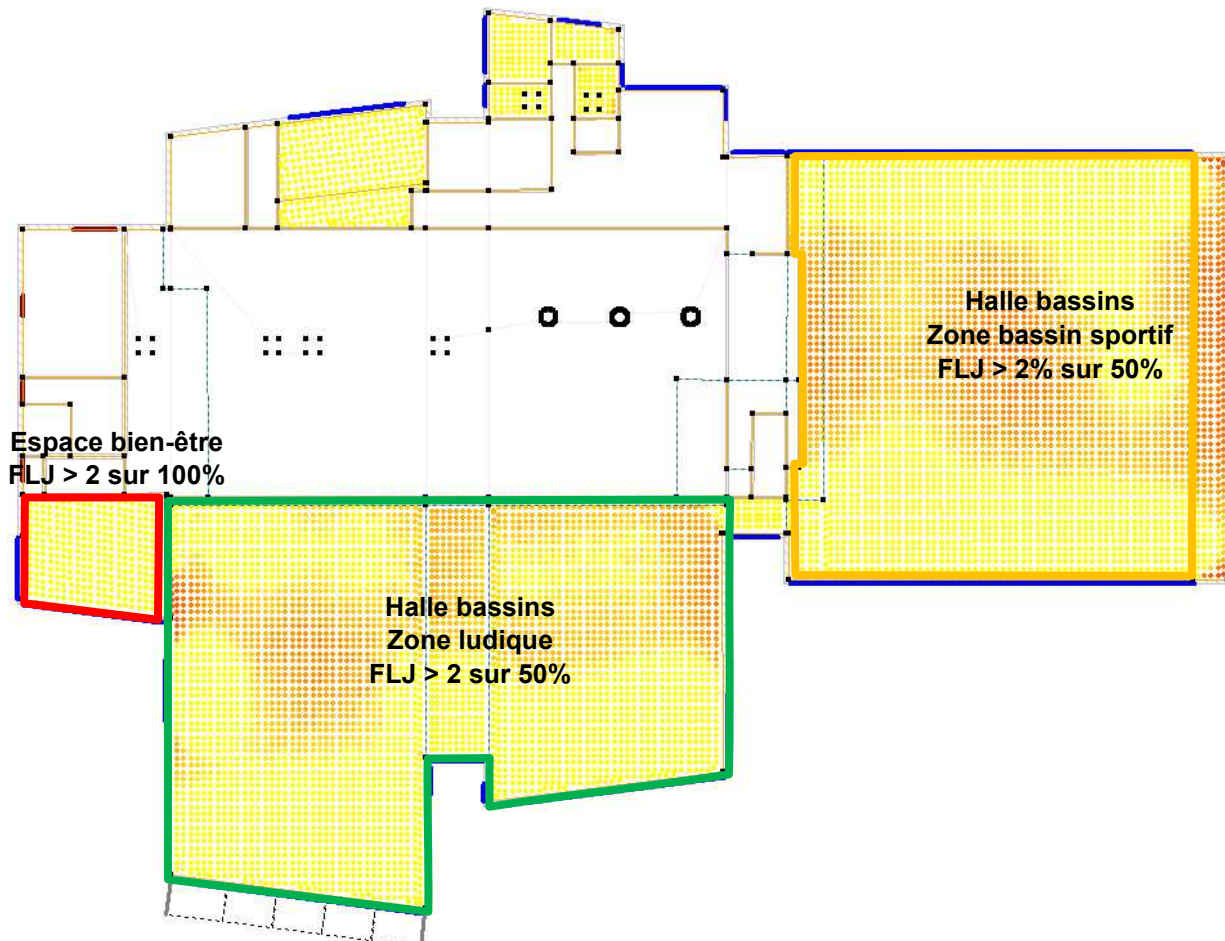 Halle bassins
Zone bassin sportif
FLJ > 2% sur 50%
Espace bien-être
FLJ > 2 sur 100%
Halle bassins
Zone ludique
FLJ > 2 sur 50%